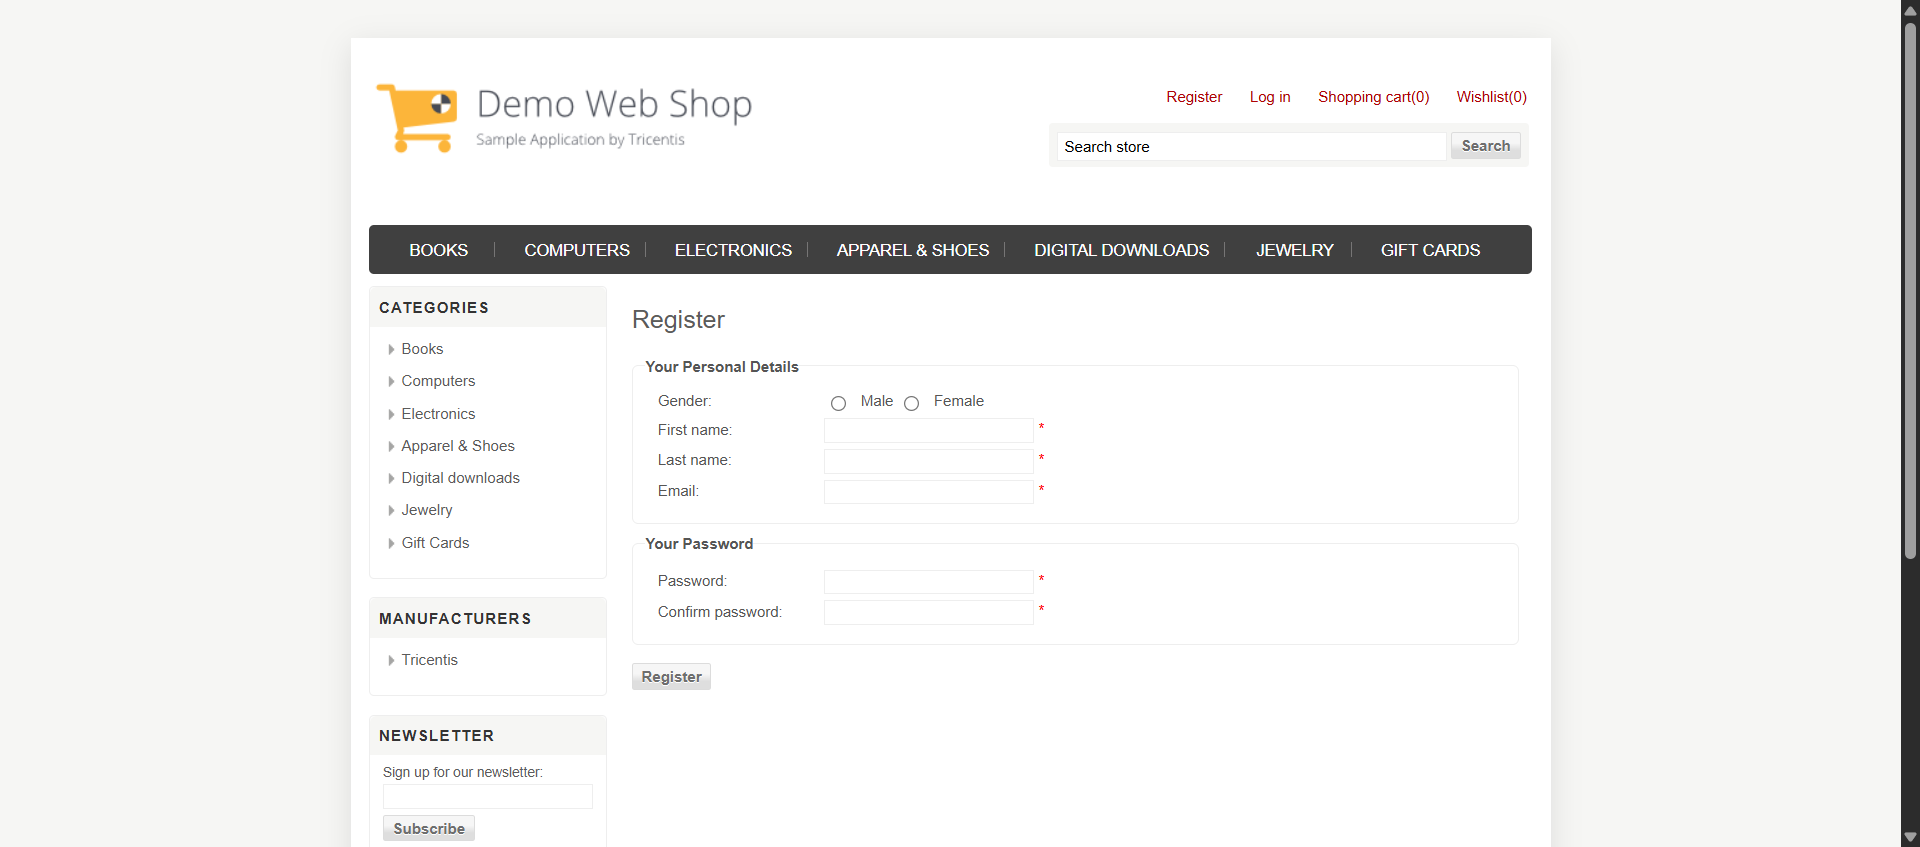 Demo Web Shop
Sample Application by Tricentis
Register Log in Shopping cart(0) Wishlist(0)
Search store Search
BOOKS COMPUTERS ELECTRONICS APPAREL & SHOES DIGITAL DOWNLOADS JEWELRY GIFT CARDS
CATEGORIES
Books
Computers
Electronics
Apparel & Shoes
Digital downloads
Jewelry
Gift Cards
MANUFACTURERS
Tricentis
NEWSLETTER
Sign up for our newsletter:
Subscribe
Register
Your Personal Details
Gender: Male Female
First name: *
Last name: *
Email: *
Your Password
Password: *
Confirm password: *
Register